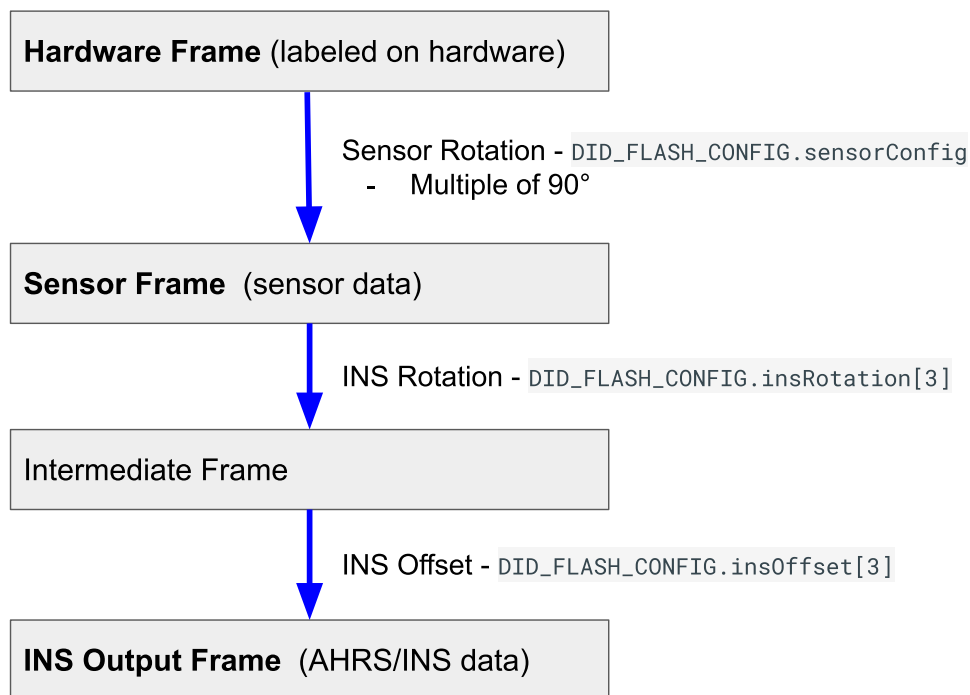 Hardware Frame (labeled on hardware)
Sensor Rotation - DID_FLASH_CONFIG.sensorConfig
- Multiple of 90°
Sensor Frame (sensor data)
INS Rotation - DID_FLASH_CONFIG.insRotation[3]
Intermediate Frame
INS Offset - DID_FLASH_CONFIG.insOffset[3]
INS Output Frame (AHRS/INS data)